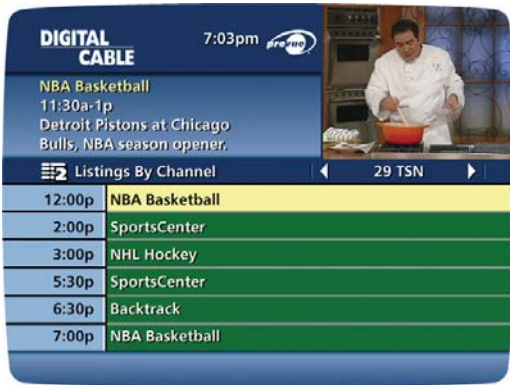 DIGITAL
CABLE
7:03pm prevue
NBA Basketball
11:30a-1p
Detroit Pistons at Chicago
Bulls, NBA season opener.
2 Listings By Channel
29 TSN
12:00p NBA Basketball
2:00p SportsCenter
3:00p NHL Hockey
5:30p SportsCenter
6:30p Backtrack
7:00p NBA Basketball